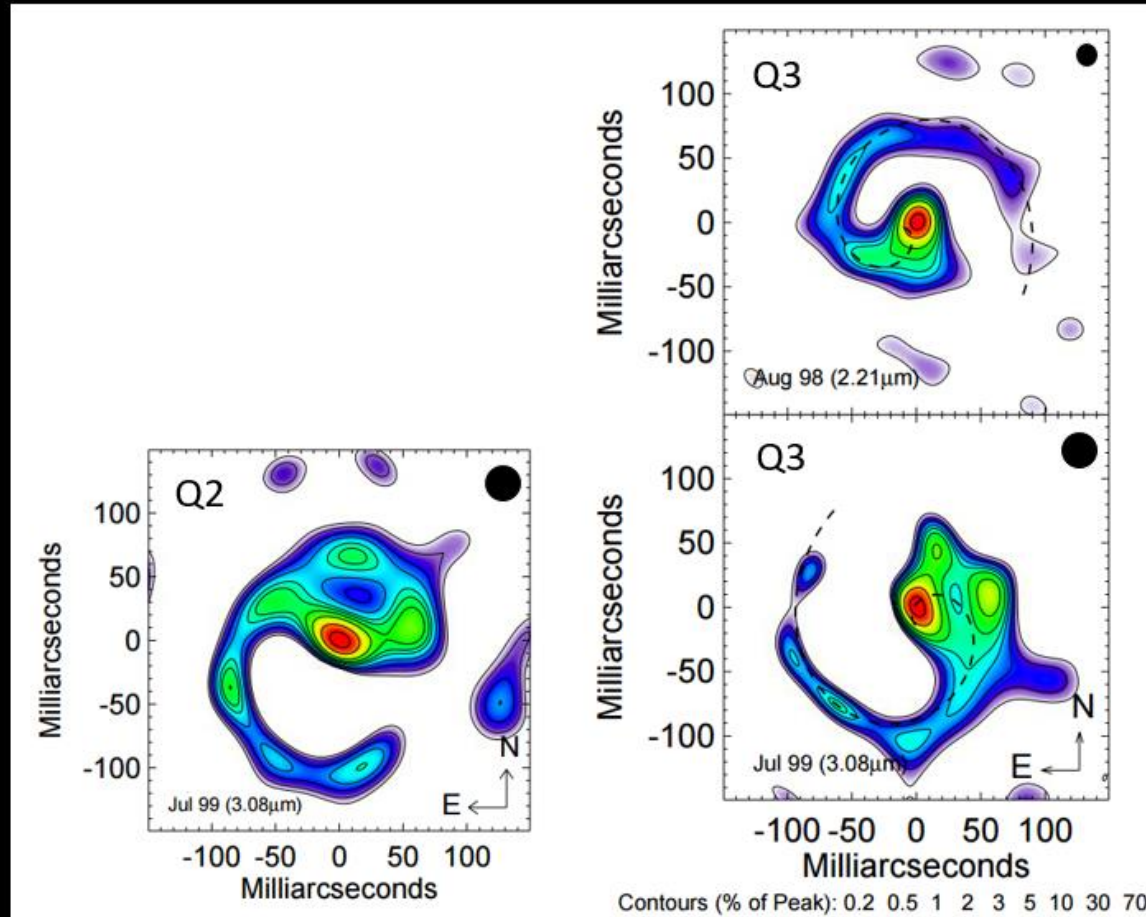 Q3
Milliarcseconds
100
50
0
-50
-100
Aug 98 (2.21µm)
Q2
Milliarcseconds
100
50
0
-50
-100
N
E
Jul 99 (3.08µm)
-100 -50 0 50 100
Milliarcseconds
Q3
Milliarcseconds
100
50
0
-50
-100
N
E
Jul 99 (3.08µm)
-100 -50 0 50 100
Milliarcseconds
Contours (% of Peak): 0.2 0.5 1 2 3 5 10 30 70